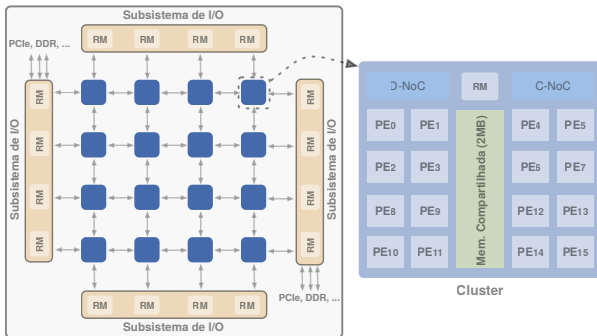 Subsistema de I/O
RM RM RM RM
PCIe, DDR, ...
Subsistema de I/O
RM
RM
RM
RM
RM
RM
RM
RM
Subsistema de I/O
PCIe, DDR, ...
RM RM RM RM
Subsistema de I/O
D-NoC RM C-NoC
PE0 PE1 PE4 PE5
PE2 PE3 PE6 PE7
PE8 PE9 PE12 PE13
PE10 PE11 PE14 PE15
Mem. Compartilhada (2MB)
Cluster